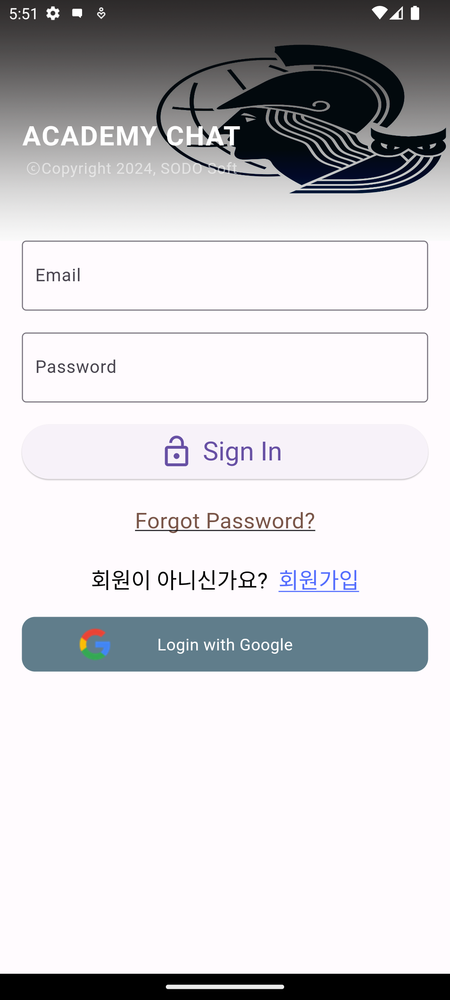 5:51
ACADEMY CHAT
©Copyright 2024, SODO Soft
Email
Password
Sign In
Forgot Password?
회원이 아니신가요? 회원가입
Login with Google